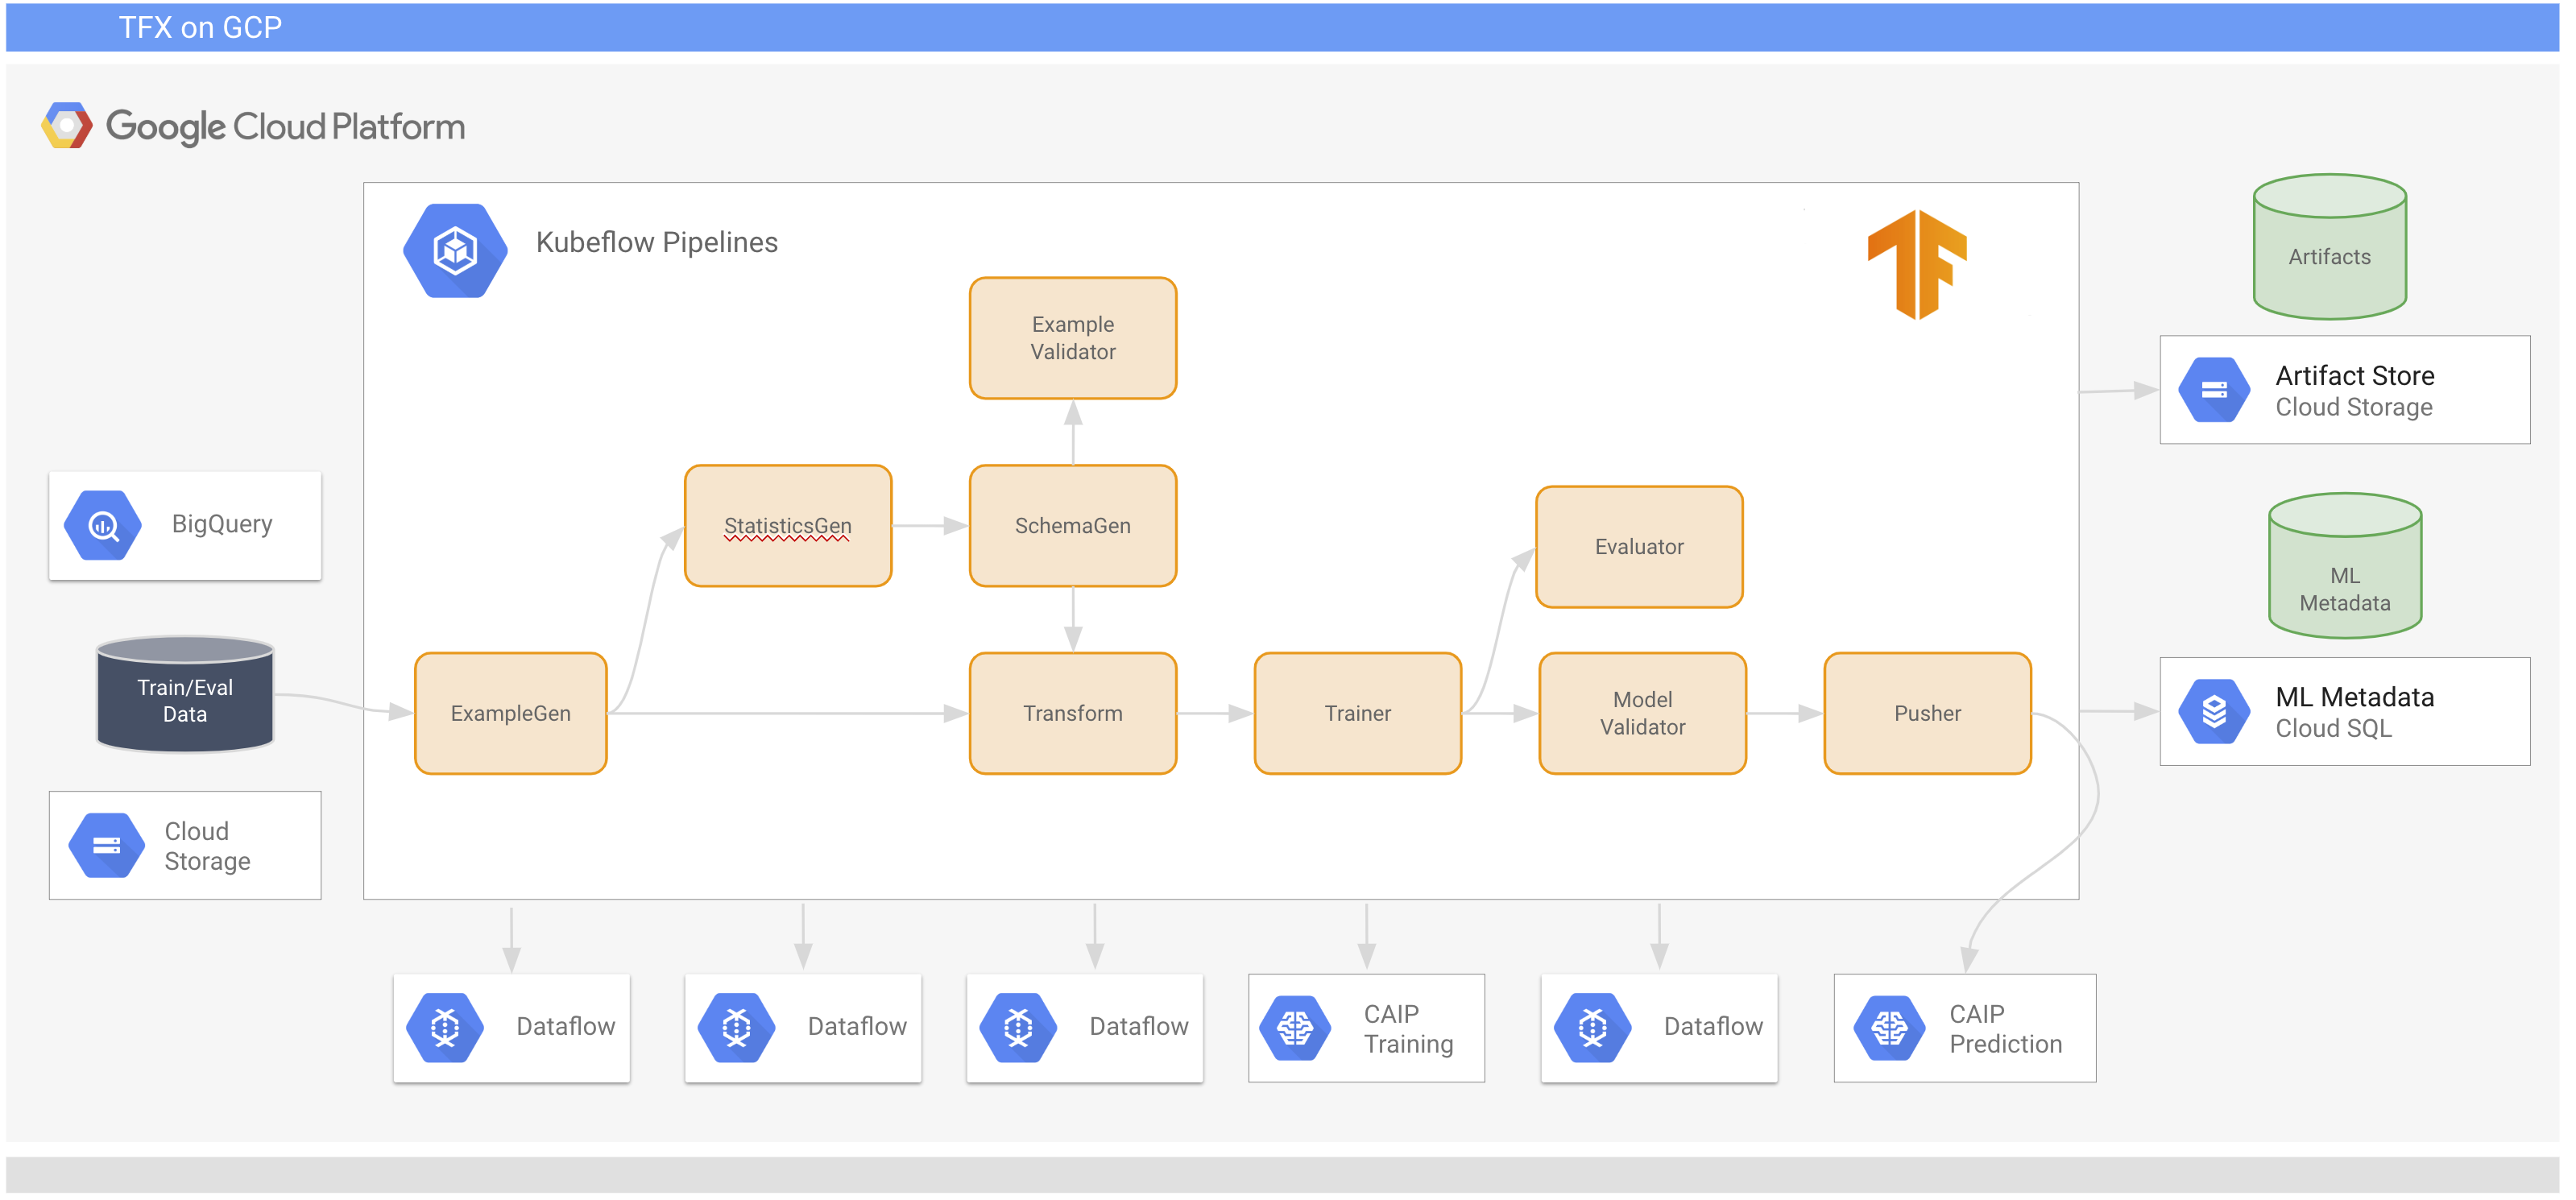 TFX on GCP
Google Cloud Platform
Kubeflow Pipelines
Example
Validator
StatisticsGen
SchemaGen
Evaluator
ExampleGen
Transform
Trainer
Model
Validator
Pusher
BigQuery
Train/Eval
Data
Cloud
Storage
Artifacts
Artifact Store
Cloud Storage
ML
Metadata
ML Metadata
Cloud SQL
Dataflow
Dataflow
Dataflow
CAIP
Training
Dataflow
CAIP
Prediction